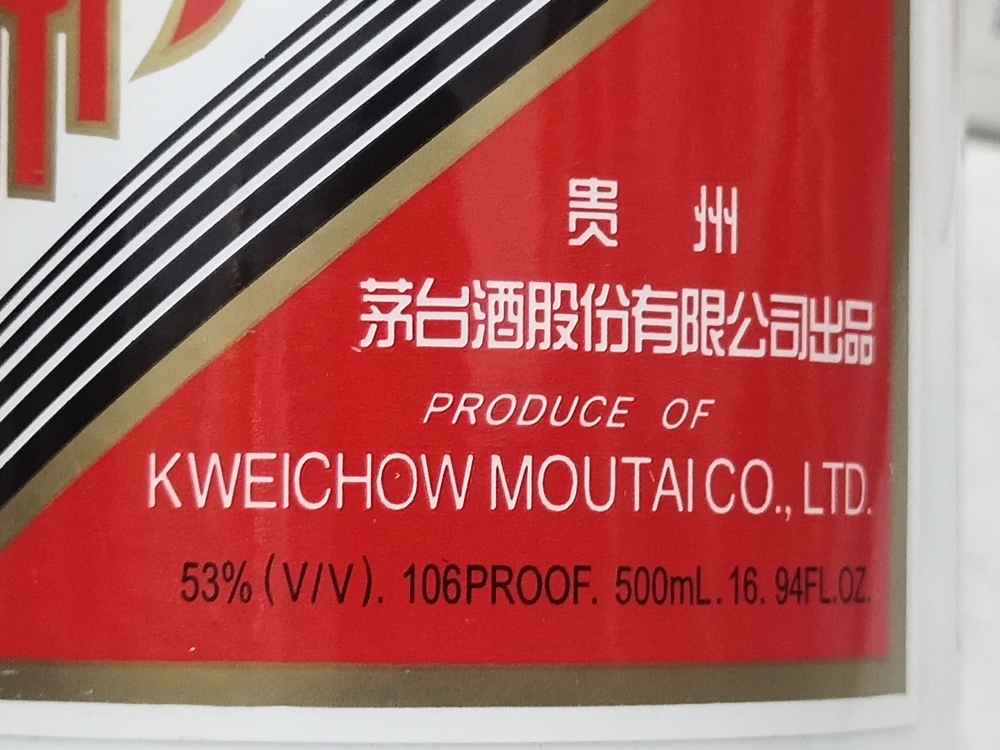 贵州
茅台酒股份有限公司出品
PRODUCE OF
KWEICHOW MOUTAI CO., LTD.
53% (V/V). 106PROOF. 500mL. 16. 94FL.OZ.